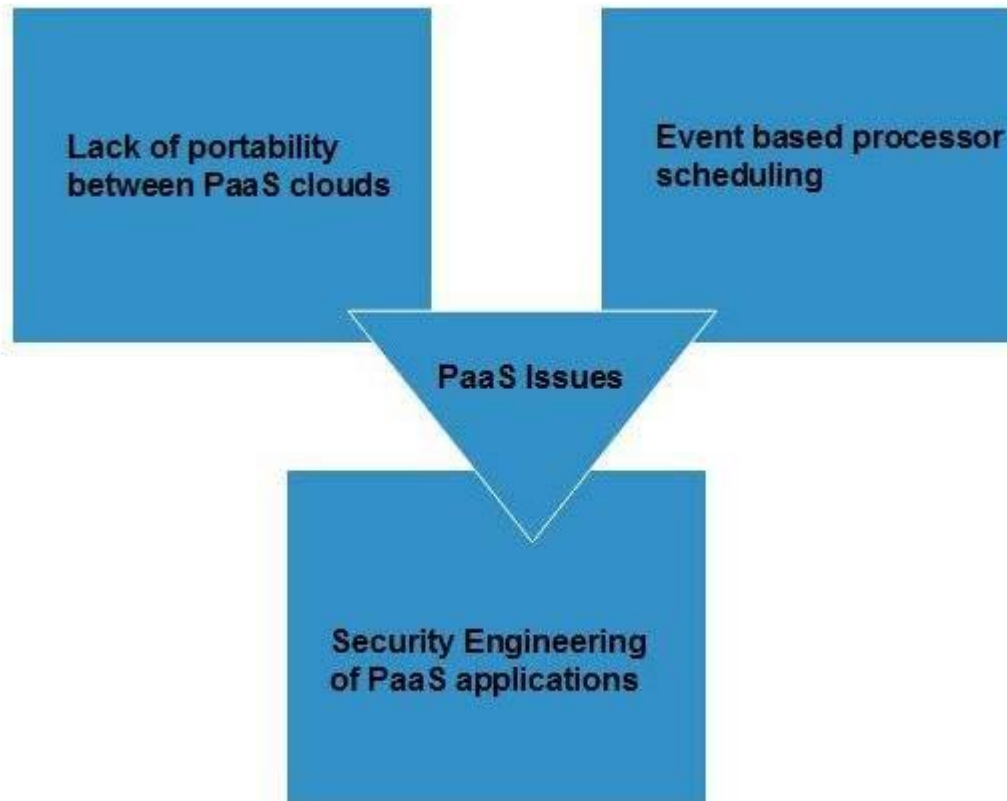 Lack of portability
between PaaS clouds
Event based processor
scheduling
PaaS Issues
Security Engineering
of PaaS applications